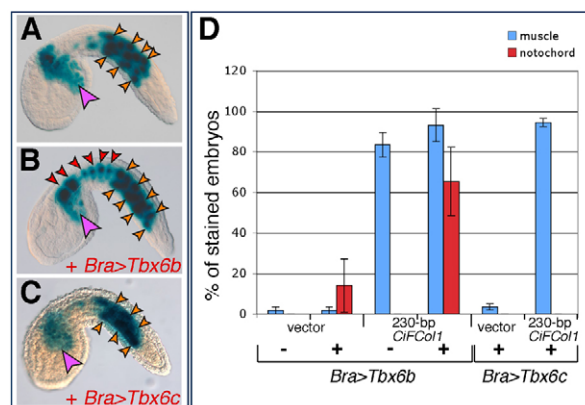 A
B
+ Bra>Tbx6b
C
+ Bra>Tbx6c
D
muscle
notochord
% of stained embryos
120
100
80
60
40
20
0
vector
230-bp
CiFCol1
vector
230-bp
CiFCol1
- + - + + +
Bra>Tbx6b
Bra>Tbx6c